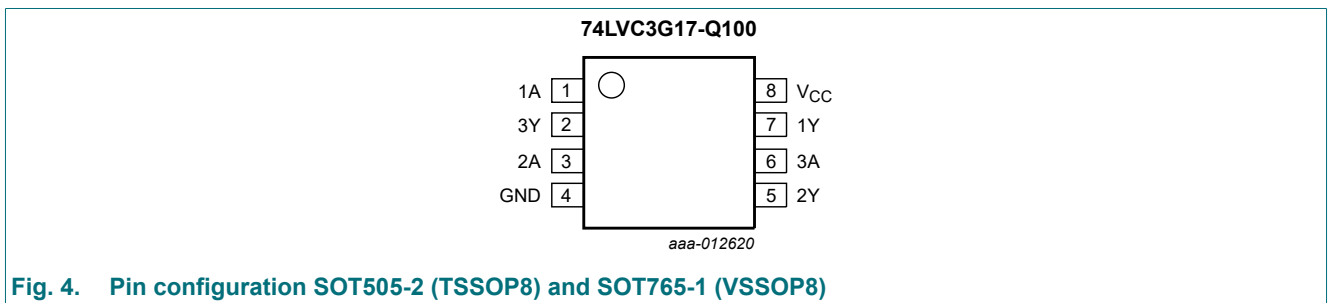 74LVC3G17-Q100
1A 1 8 VCC
3Y 2 7 1Y
2A 3 6 3A
GND 4 5 2Y
aaa-012620
Fig. 4. Pin configuration SOT505-2 (TSSOP8) and SOT765-1 (VSSOP8)